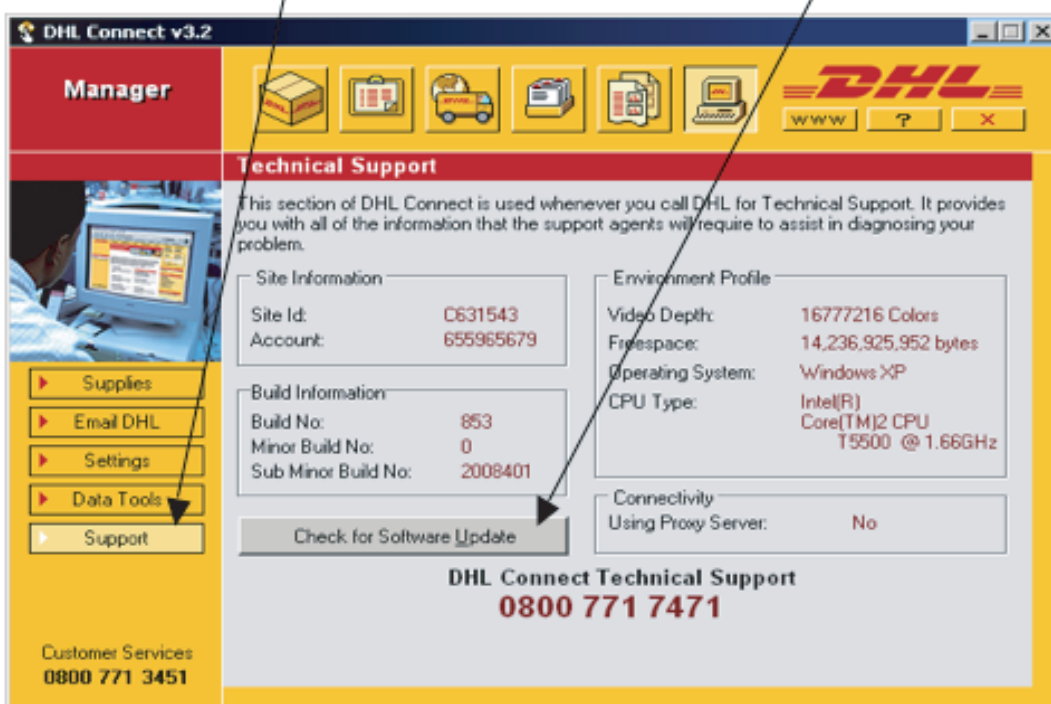 DHL Connect v3.2
Manager
DHL
WWW ? X
Technical Support
This section of DHL Connect is used whenever you call DHL for Technical Support. It provides
you with all of the information that the support agents will require to assist in diagnosing your
problem.
Site Information
Site Id: C631543
Account: 655965679
Build Information
Build No: 853
Minor Build No: 0
Sub Minor Build No: 2008401
Environment Profile
Video Depth: 16777216 Colors
Freespace: 14,236,925,952 bytes
Operating System: Windows XP
CPU Type: Intel(R)
Core(TM)2 CPU
T5500 @ 1.66GHz
Connectivity
Using Proxy Server: No
Check for Software Update
DHL Connect Technical Support
0800 771 7471
Supplies
Email DHL
Settings
Data Tools
Support
Customer Services
0800 771 3451